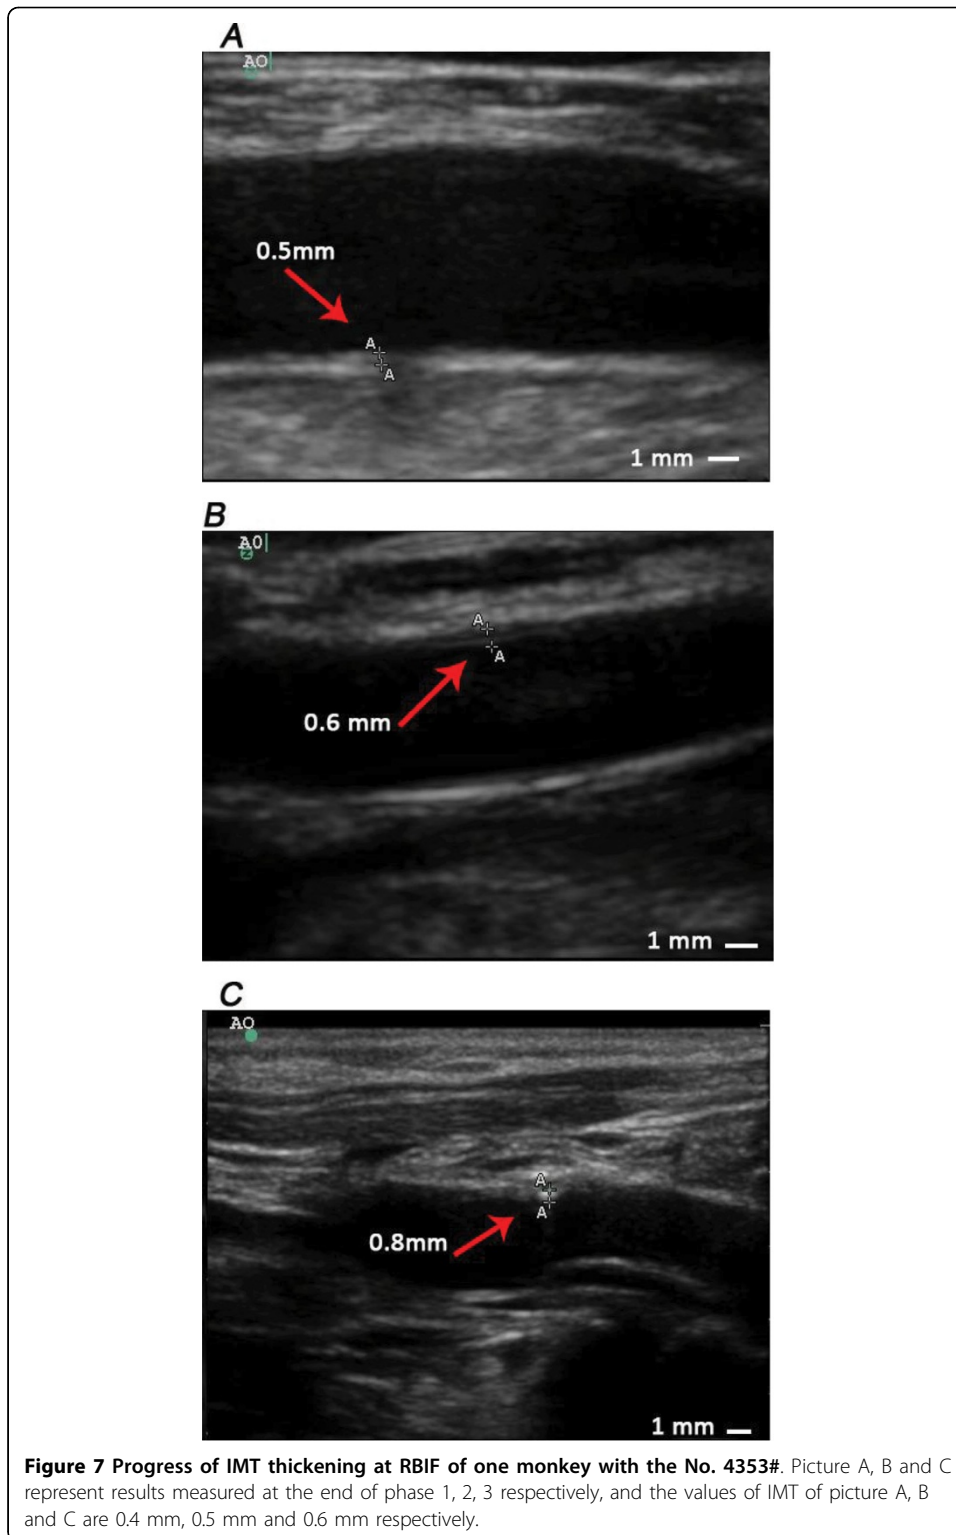 A
AO
0.5mm
A
A
1 mm
B
A0
0.6 mm
A
A
1 mm
C
AO
A
A
0.8mm
1 mm
Figure 7 Progress of IMT thickening at RBIF of one monkey with the No. 4353#. Picture A, B and C
represent results measured at the end of phase 1, 2, 3 respectively, and the values of IMT of picture A, B
and C are 0.4 mm, 0.5 mm and 0.6 mm respectively.